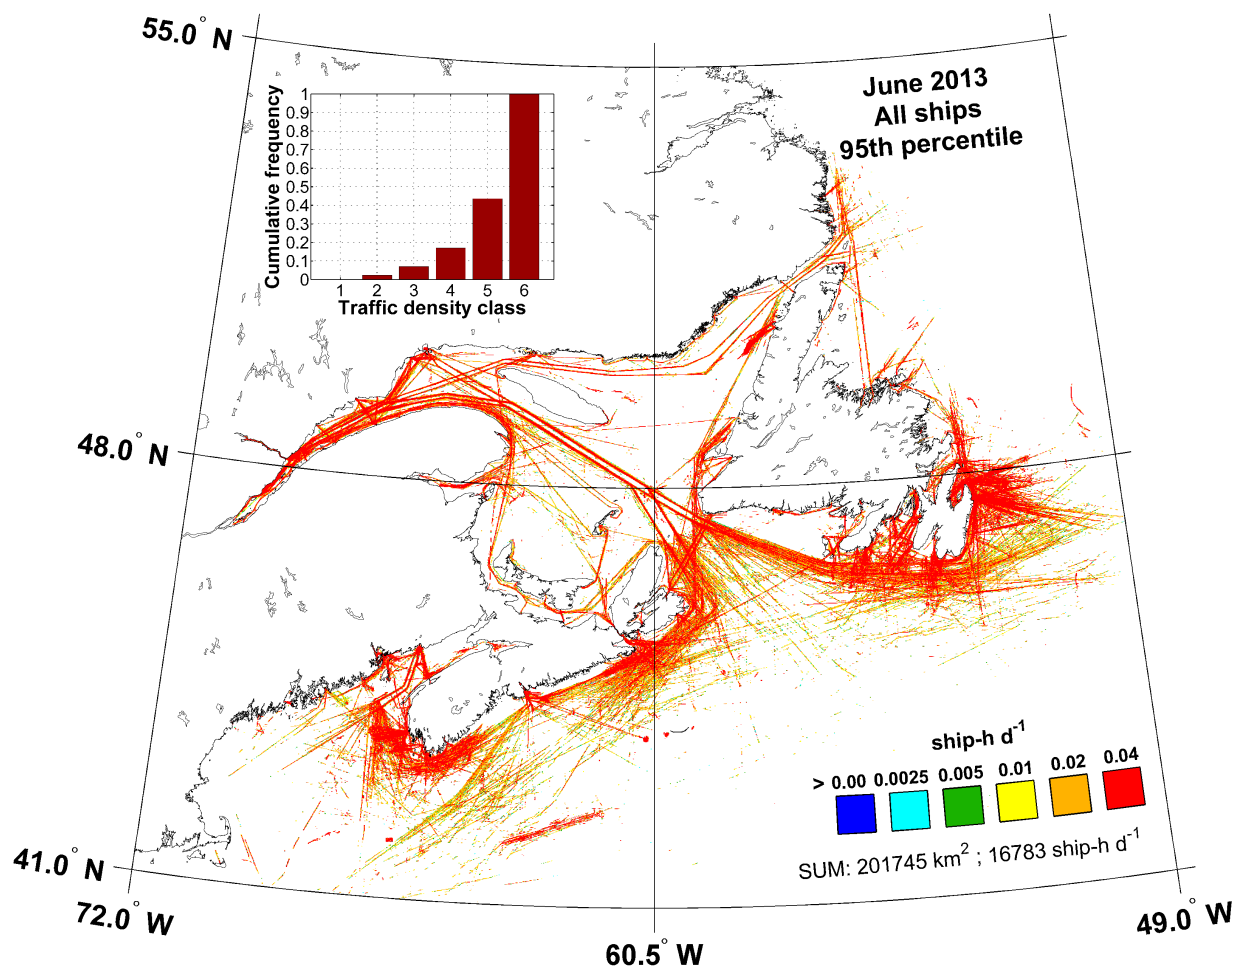 55.0° N
June 2013
All ships
95th percentile
Cumulative frequency
1
0.9
0.8
0.7
0.6
0.5
0.4
0.3
0.2
0.1
0
1 2 3 4 5 6
Traffic density class
48.0° N
ship-h d⁻¹
> 0.00 0.0025 0.005 0.01 0.02 0.04
SUM: 201745 km² ; 16783 ship-h d⁻¹
41.0° N
72.0° W
60.5° W
49.0° W